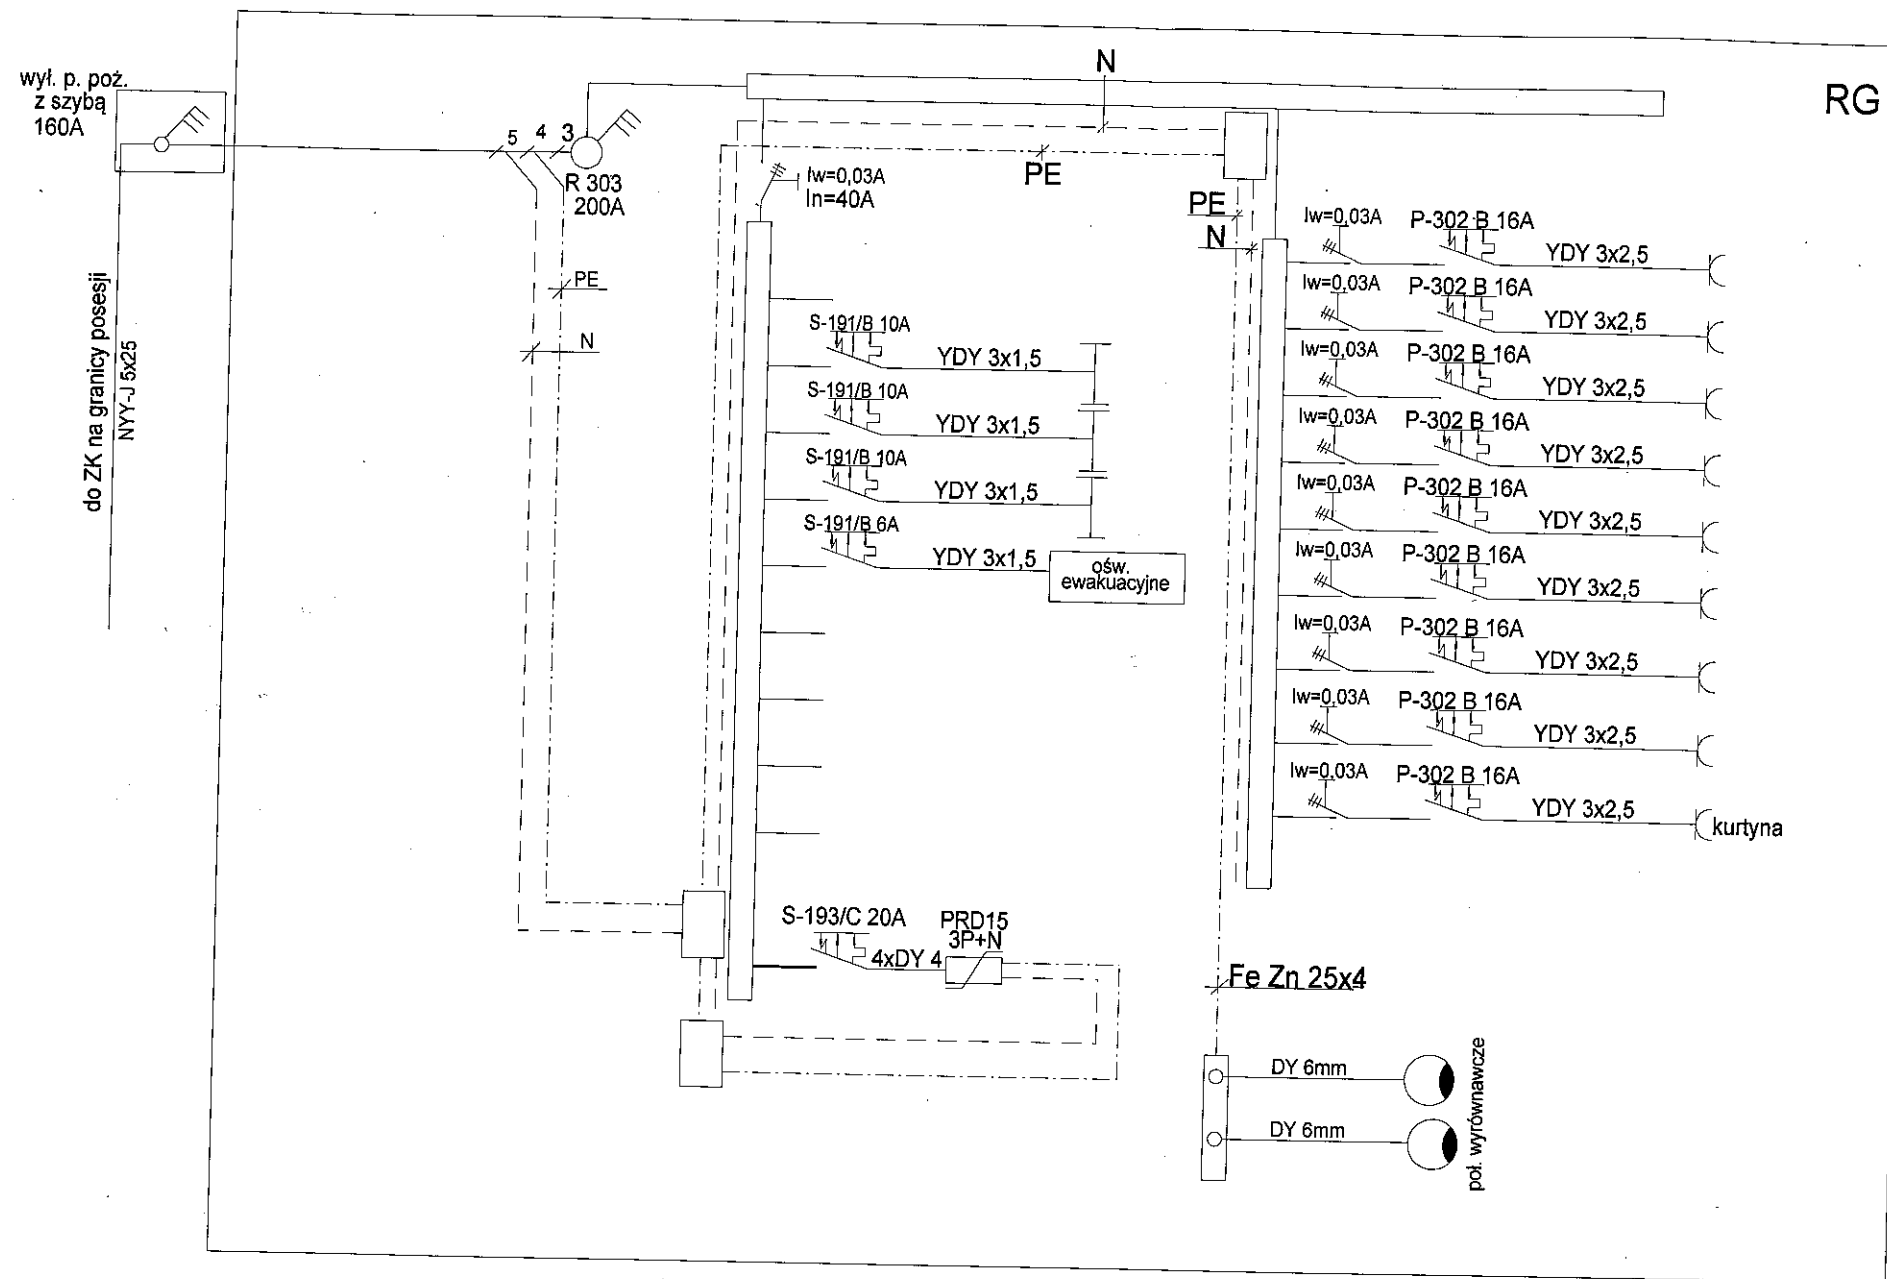 wył. p. poż.
z szybą
160A
RG
N
5 4 3
R 303
200A
Iw=0,03A
In=40A
PE
PE
N
PE
N
do ZK na granicy posesji
NYY-J 5x25
S-191/B 10A
YDY 3x1,5
S-191/B 10A
YDY 3x1,5
S-191/B 10A
YDY 3x1,5
S-191/B 6A
YDY 3x1,5
ośw.
ewakuacyjne
Iw=0,03A P-302 B 16A
YDY 3x2,5
Iw=0,03A P-302 B 16A
YDY 3x2,5
Iw=0,03A P-302 B 16A
YDY 3x2,5
Iw=0,03A P-302 B 16A
YDY 3x2,5
Iw=0,03A P-302 B 16A
YDY 3x2,5
Iw=0,03A P-302 B 16A
YDY 3x2,5
Iw=0,03A P-302 B 16A
YDY 3x2,5
Iw=0,03A P-302 B 16A
YDY 3x2,5
Iw=0,03A P-302 B 16A
YDY 3x2,5
kurtyna
S-193/C 20A
4xDY 4
PRD15
3P+N
Fe Zn 25x4
DY 6mm
DY 6mm
poł. wyrównawcze